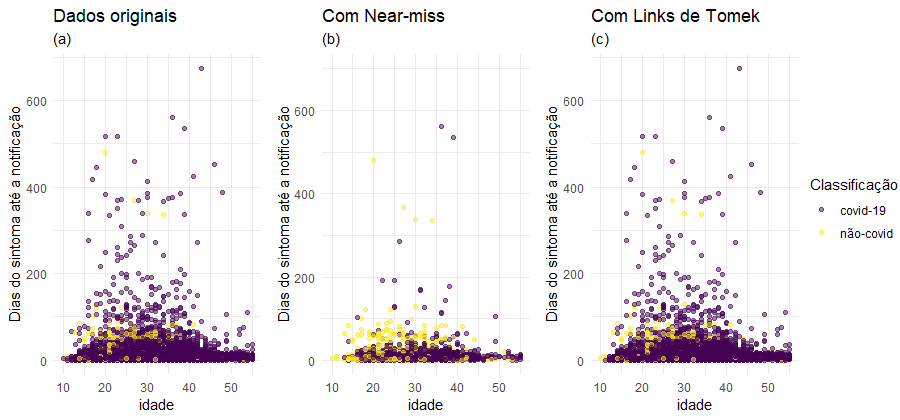 Dados originais
(a)
Dias do sintoma até a notificação
600
400
200
0
10 20 30 40 50
idade
Com Near-miss
(b)
Dias do sintoma até a notificação
600
400
200
0
10 20 30 40 50
idade
Com Links de Tomek
(c)
Dias do sintoma até a notificação
600
400
200
0
10 20 30 40 50
idade
Classificação
covid-19
não-covid